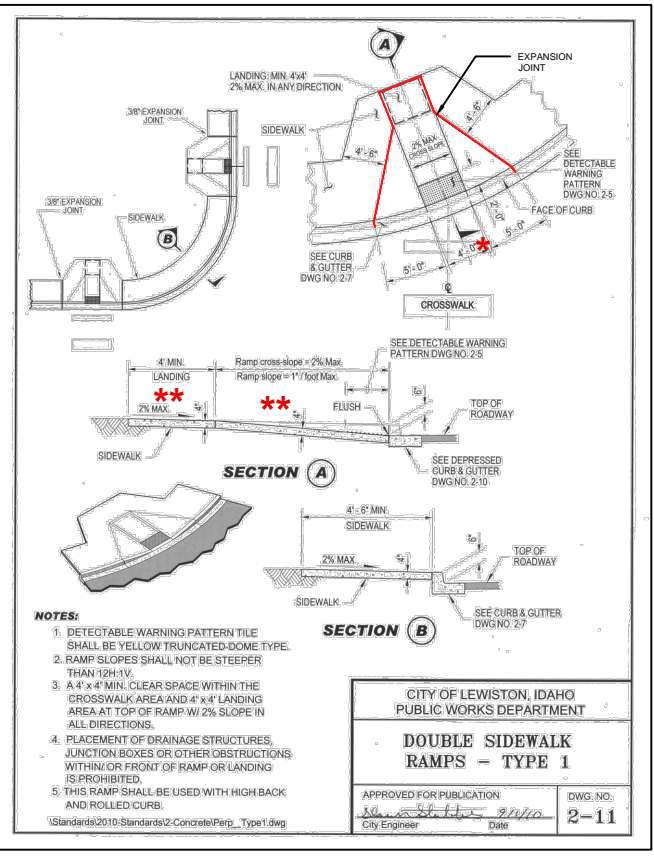 A
EXPANSION
JOINT
LANDING: MIN. 4'x4'
2% MAX. IN ANY DIRECTION
3/8" EXPANSION
JOINT
SIDEWALK
4'-6"
4'-6"
2% MAX.
CROSS SLOPE
SEE
DETECTABLE
WARNING
PATTERN
DWG NO. 2-5
3/8" EXPANSION
JOINT
SIDEWALK
B
FACE OF CURB
2'-0"
5'-0"
4'-0"
*
5'-0"
SEE CURB
& GUTTER
DWG NO. 2-7
CROSSWALK
SEE DETECTABLE WARNING
PATTERN DWG NO. 2-5
4' MIN.
LANDING
Ramp cross-slope = 2% Max.
Ramp slope = 1" / foot Max.
**
**
2% MAX.
4"
4"
FLUSH
6"
TOP OF
ROADWAY
SIDEWALK
SEE DEPRESSED
CURB & GUTTER
DWG NO. 2-10
SECTION A
4' - 6" MIN.
SIDEWALK
2% MAX.
4"
6"
TOP OF
ROADWAY
SIDEWALK
SEE CURB & GUTTER
DWG NO. 2-7
SECTION B
NOTES:
1. DETECTABLE WARNING PATTERN TILE
SHALL BE YELLOW TRUNCATED-DOME TYPE.
2. RAMP SLOPES SHALL NOT BE STEEPER
THAN 12H:1V.
3. A 4' x 4' MIN. CLEAR SPACE WITHIN THE
CROSSWALK AREA AND 4' x 4' LANDING
AREA AT TOP OF RAMP W/ 2% SLOPE IN
ALL DIRECTIONS.
4. PLACEMENT OF DRAINAGE STRUCTURES,
JUNCTION BOXES OR OTHER OBSTRUCTIONS
WITHIN/ OR FRONT OF RAMP OR LANDING
IS PROHIBITED.
5. THIS RAMP SHALL BE USED WITH HIGH BACK
AND ROLLED CURB.
\Standards\2010-Standards\2-Concrete\Perp_Type1.dwg
CITY OF LEWISTON, IDAHO
PUBLIC WORKS DEPARTMENT
DOUBLE SIDEWALK
RAMPS - TYPE 1
APPROVED FOR PUBLICATION
City Engineer Date
DWG. NO.
2-11